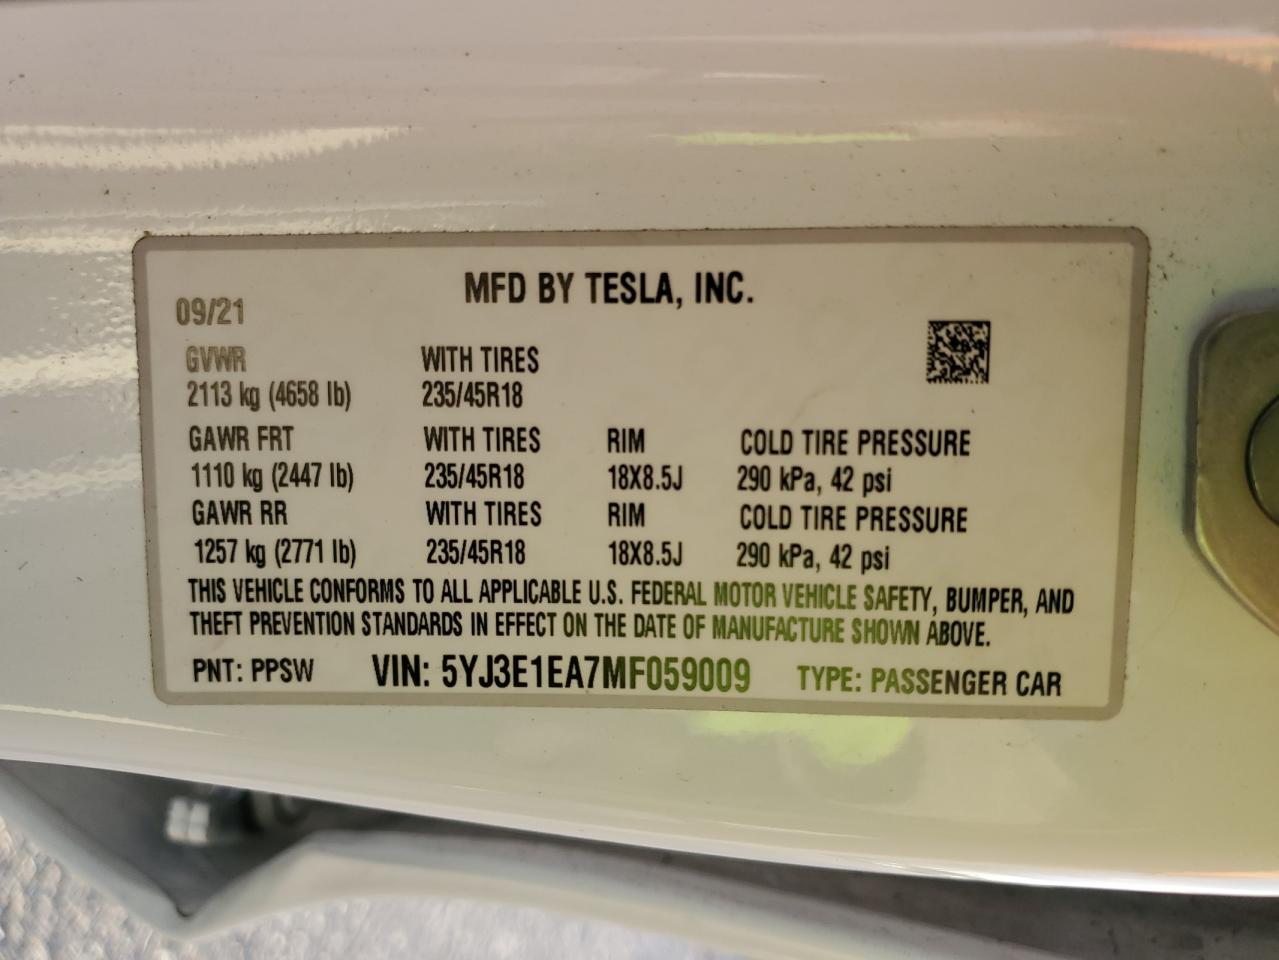 MFD BY TESLA, INC.
09/21
GVWR WITH TIRES
2113 kg (4658 lb) 235/45R18
GAWR FRT WITH TIRES RIM COLD TIRE PRESSURE
1110 kg (2447 lb) 235/45R18 18X8.5J 290 kPa, 42 psi
GAWR RR WITH TIRES RIM COLD TIRE PRESSURE
1257 kg (2771 lb) 235/45R18 18X8.5J 290 kPa, 42 psi
THIS VEHICLE CONFORMS TO ALL APPLICABLE U.S. FEDERAL MOTOR VEHICLE SAFETY, BUMPER, AND
THEFT PREVENTION STANDARDS IN EFFECT ON THE DATE OF MANUFACTURE SHOWN ABOVE.
PNT: PPSW VIN: 5YJ3E1EA7MF059009 TYPE: PASSENGER CAR